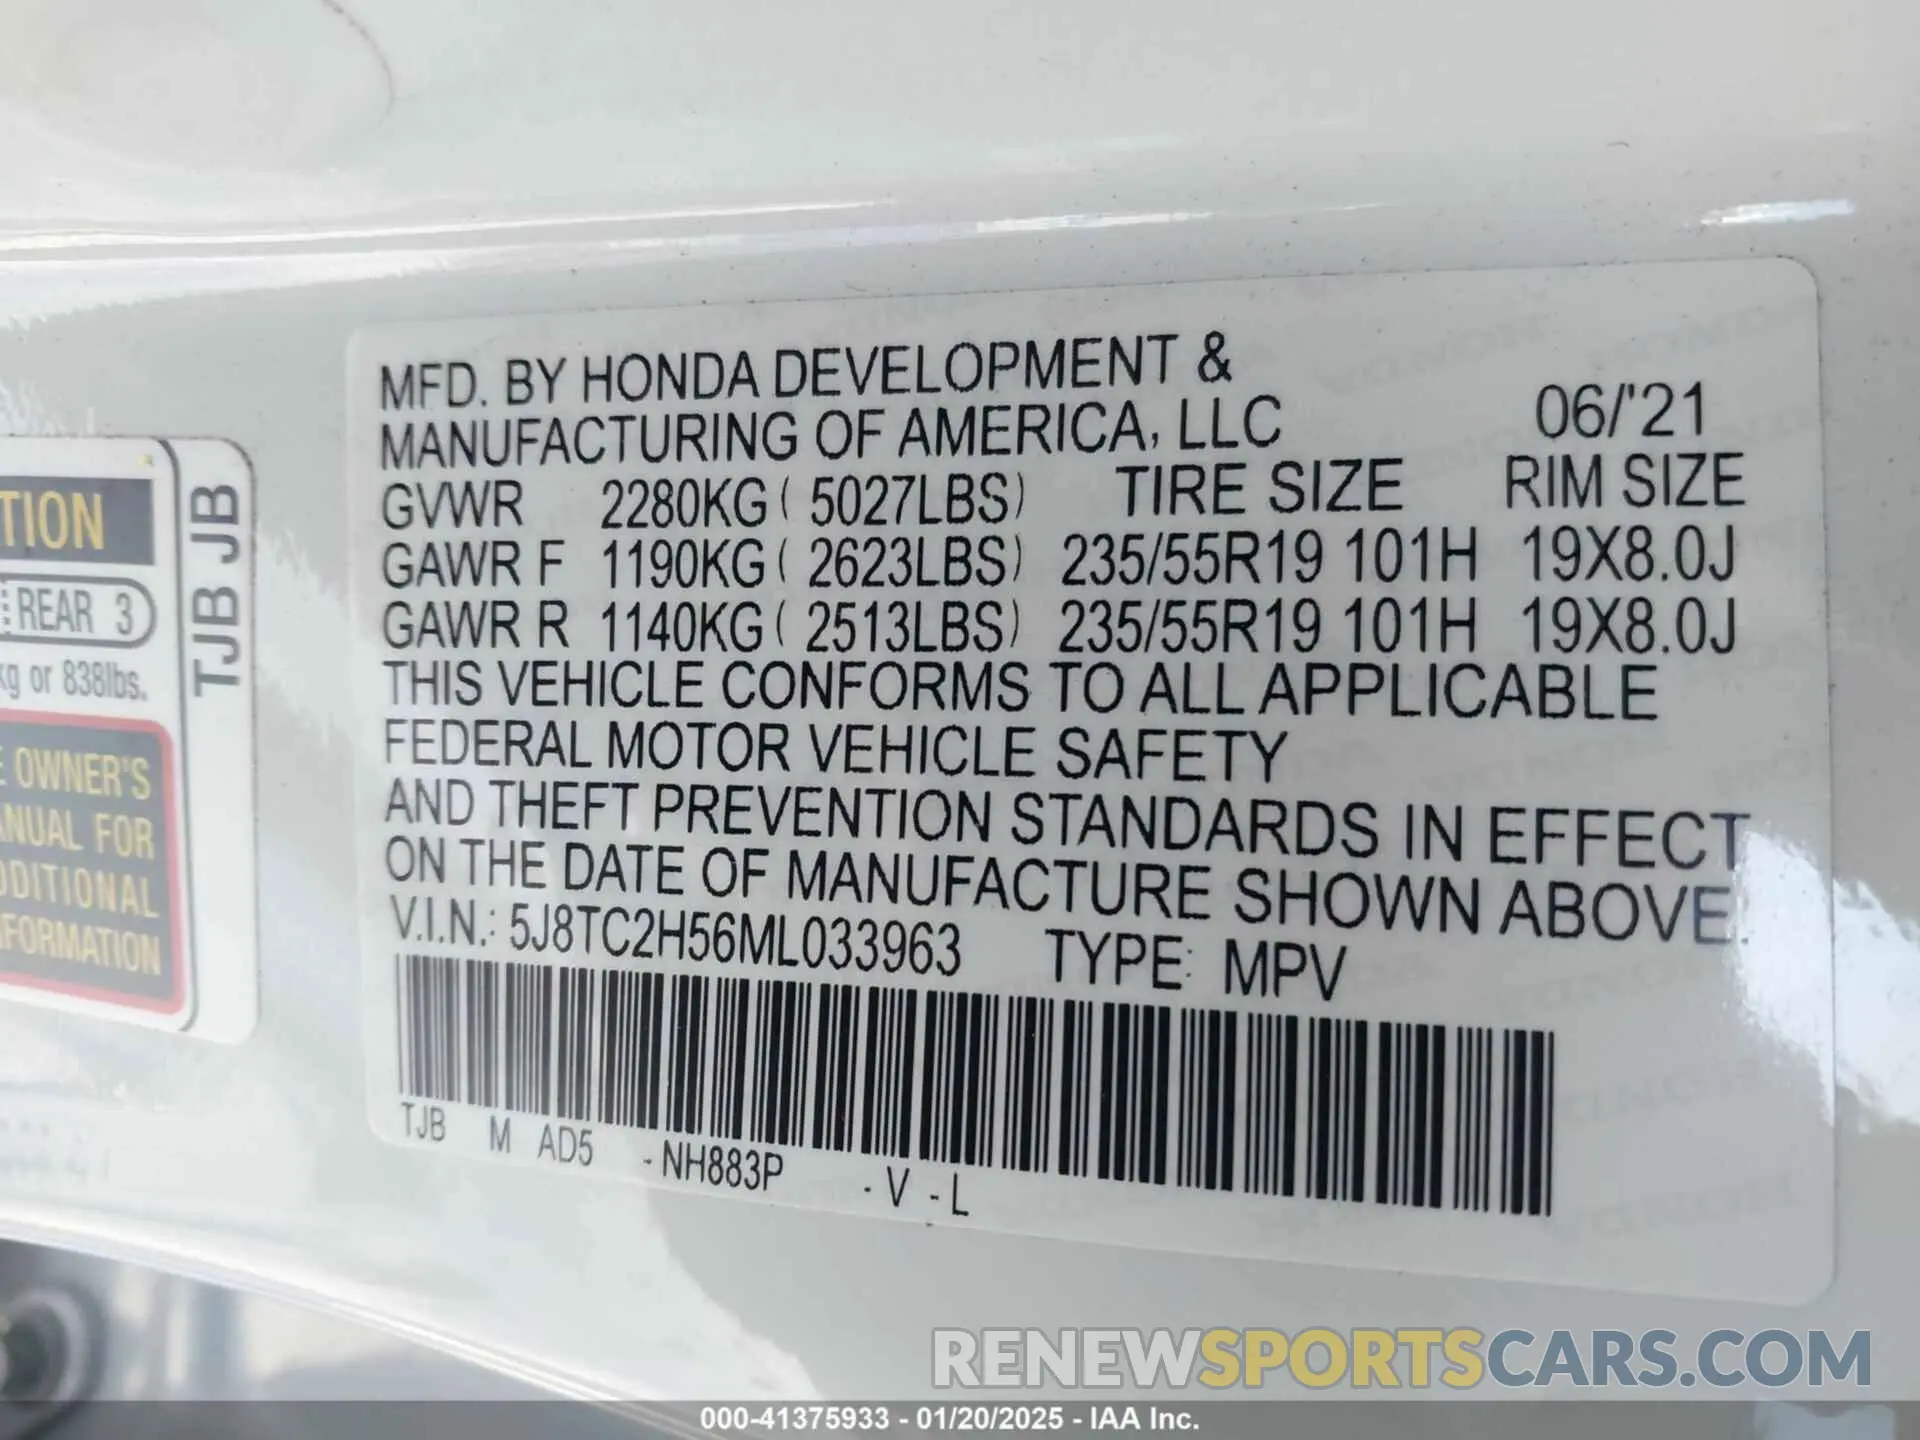 TION
REAR 3
kg or 838lbs.
OWNER'S
MANUAL FOR
ADDITIONAL
INFORMATION
TJB JB
MFD. BY HONDA DEVELOPMENT &
MANUFACTURING OF AMERICA, LLC 06/'21
GVWR 2280KG ( 5027LBS) TIRE SIZE RIM SIZE
GAWR F 1190KG ( 2623LBS) 235/55R19 101H 19X8.0J
GAWR R 1140KG ( 2513LBS) 235/55R19 101H 19X8.0J
THIS VEHICLE CONFORMS TO ALL APPLICABLE
FEDERAL MOTOR VEHICLE SAFETY
AND THEFT PREVENTION STANDARDS IN EFFECT
ON THE DATE OF MANUFACTURE SHOWN ABOVE
V.I.N.: 5J8TC2H56ML033963 TYPE: MPV
TJB M AD5 - NH883P - V - L
RENEWSPORTSCARS.COM
000-41375933 - 01/20/2025 - IAA Inc.